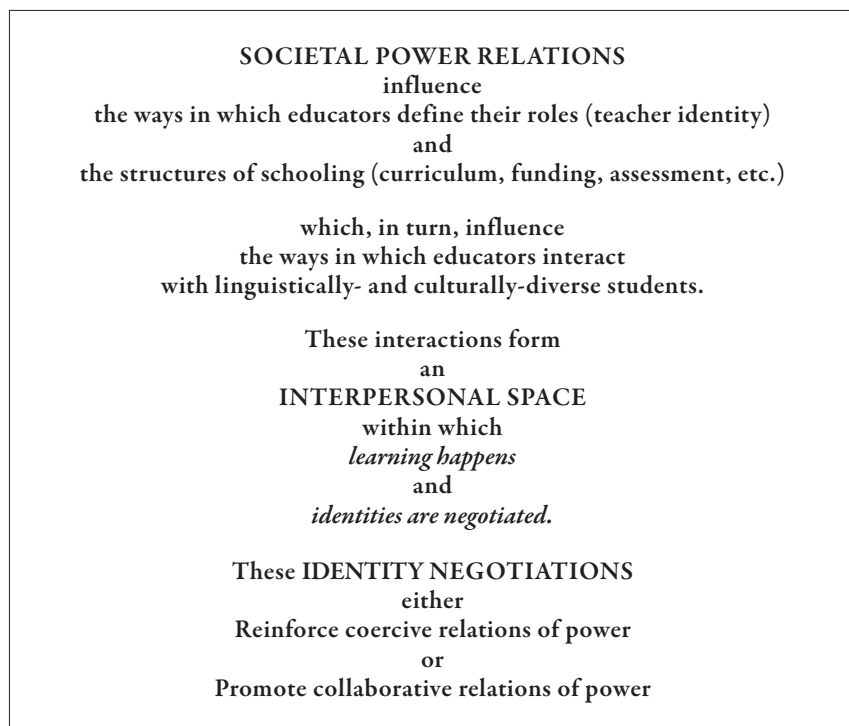 SOCIETAL POWER RELATIONS
influence
the ways in which educators define their roles (teacher identity)
and
the structures of schooling (curriculum, funding, assessment, etc.)
which, in turn, influence
the ways in which educators interact
with linguistically- and culturally-diverse students.
These interactions form
an
INTERPERSONAL SPACE
within which
learning happens
and
identities are negotiated.
These IDENTITY NEGOTIATIONS
either
Reinforce coercive relations of power
or
Promote collaborative relations of power